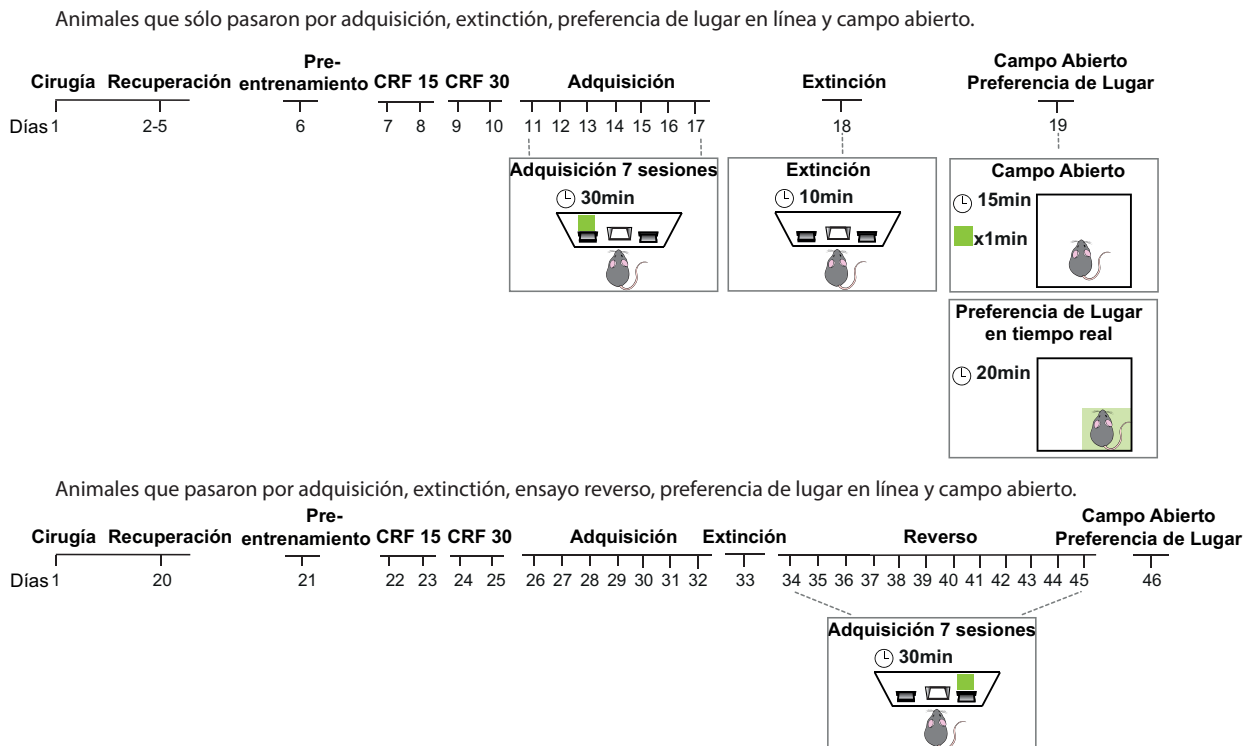 Animales que sólo pasaron por adquisición, extinctión, preferencia de lugar en línea y campo abierto.
Cirugía Recuperación Pre-entrenamiento CRF 15 CRF 30 Adquisición Extinción Campo Abierto Preferencia de Lugar
Días 1 2-5 6 7 8 9 10 11 12 13 14 15 16 17 18 19
Adquisición 7 sesiones
30min
Extinción
10min
Campo Abierto
15min
x1min
Preferencia de Lugar
en tiempo real
20min
Animales que pasaron por adquisición, extinctión, ensayo reverso, preferencia de lugar en línea y campo abierto.
Cirugía Recuperación Pre-entrenamiento CRF 15 CRF 30 Adquisición Extinción Reverso Campo Abierto Preferencia de Lugar
Días 1 20 21 22 23 24 25 26 27 28 29 30 31 32 33 34 35 36 37 38 39 40 41 42 43 44 45 46
Adquisición 7 sesiones
30min